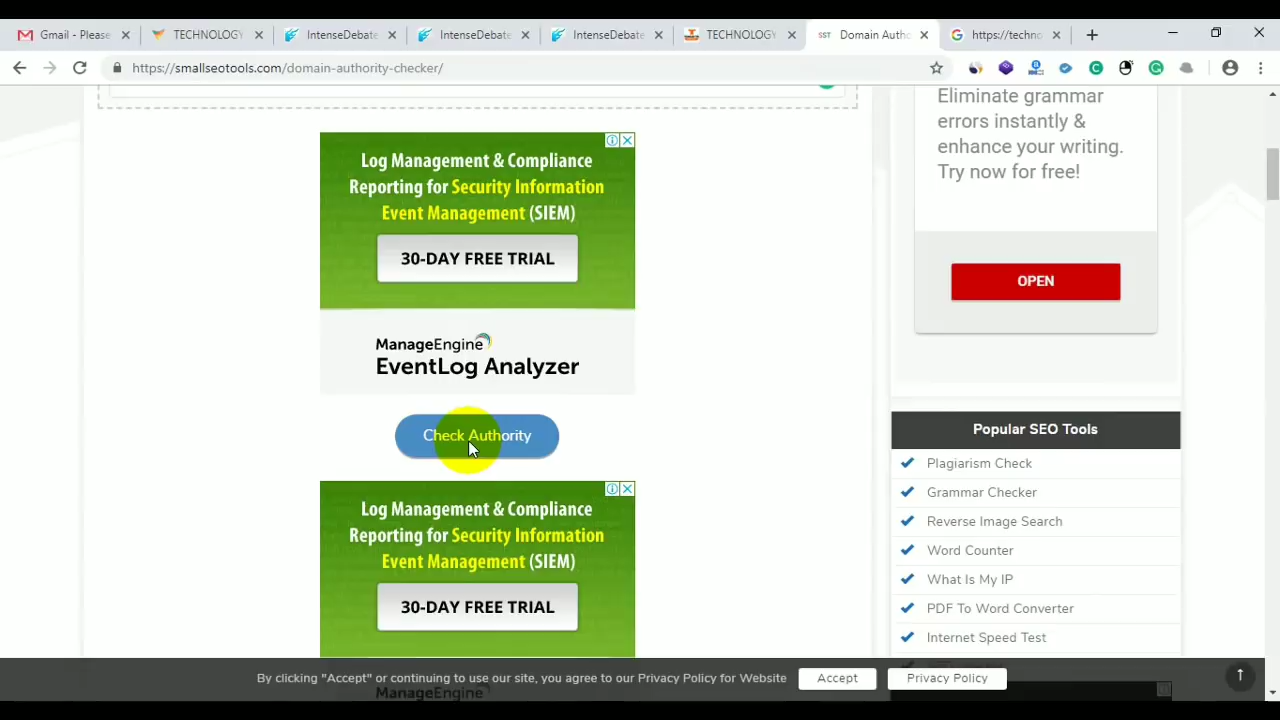 Gmail - Please
TECHNOLOGY
IntenseDebate
IntenseDebate
IntenseDebate
TECHNOLOGY
SST
Domain Autho
https://techno
https://smallseotools.com/domain-authority-checker/
Log Management & Compliance
Reporting for Security Information
Event Management (SIEM)
30-DAY FREE TRIAL
ManageEngine
EventLog Analyzer
Check Authority
Log Management & Compliance
Reporting for Security Information
Event Management (SIEM)
30-DAY FREE TRIAL
ManageEngine
Eliminate grammar
errors instantly &
enhance your writing.
Try now for free!
OPEN
Popular SEO Tools
Plagiarism Check
Grammar Checker
Reverse Image Search
Word Counter
What Is My IP
PDF To Word Converter
Internet Speed Test
By clicking "Accept" or continuing to use our site, you agree to our Privacy Policy for Website
Accept
Privacy Policy